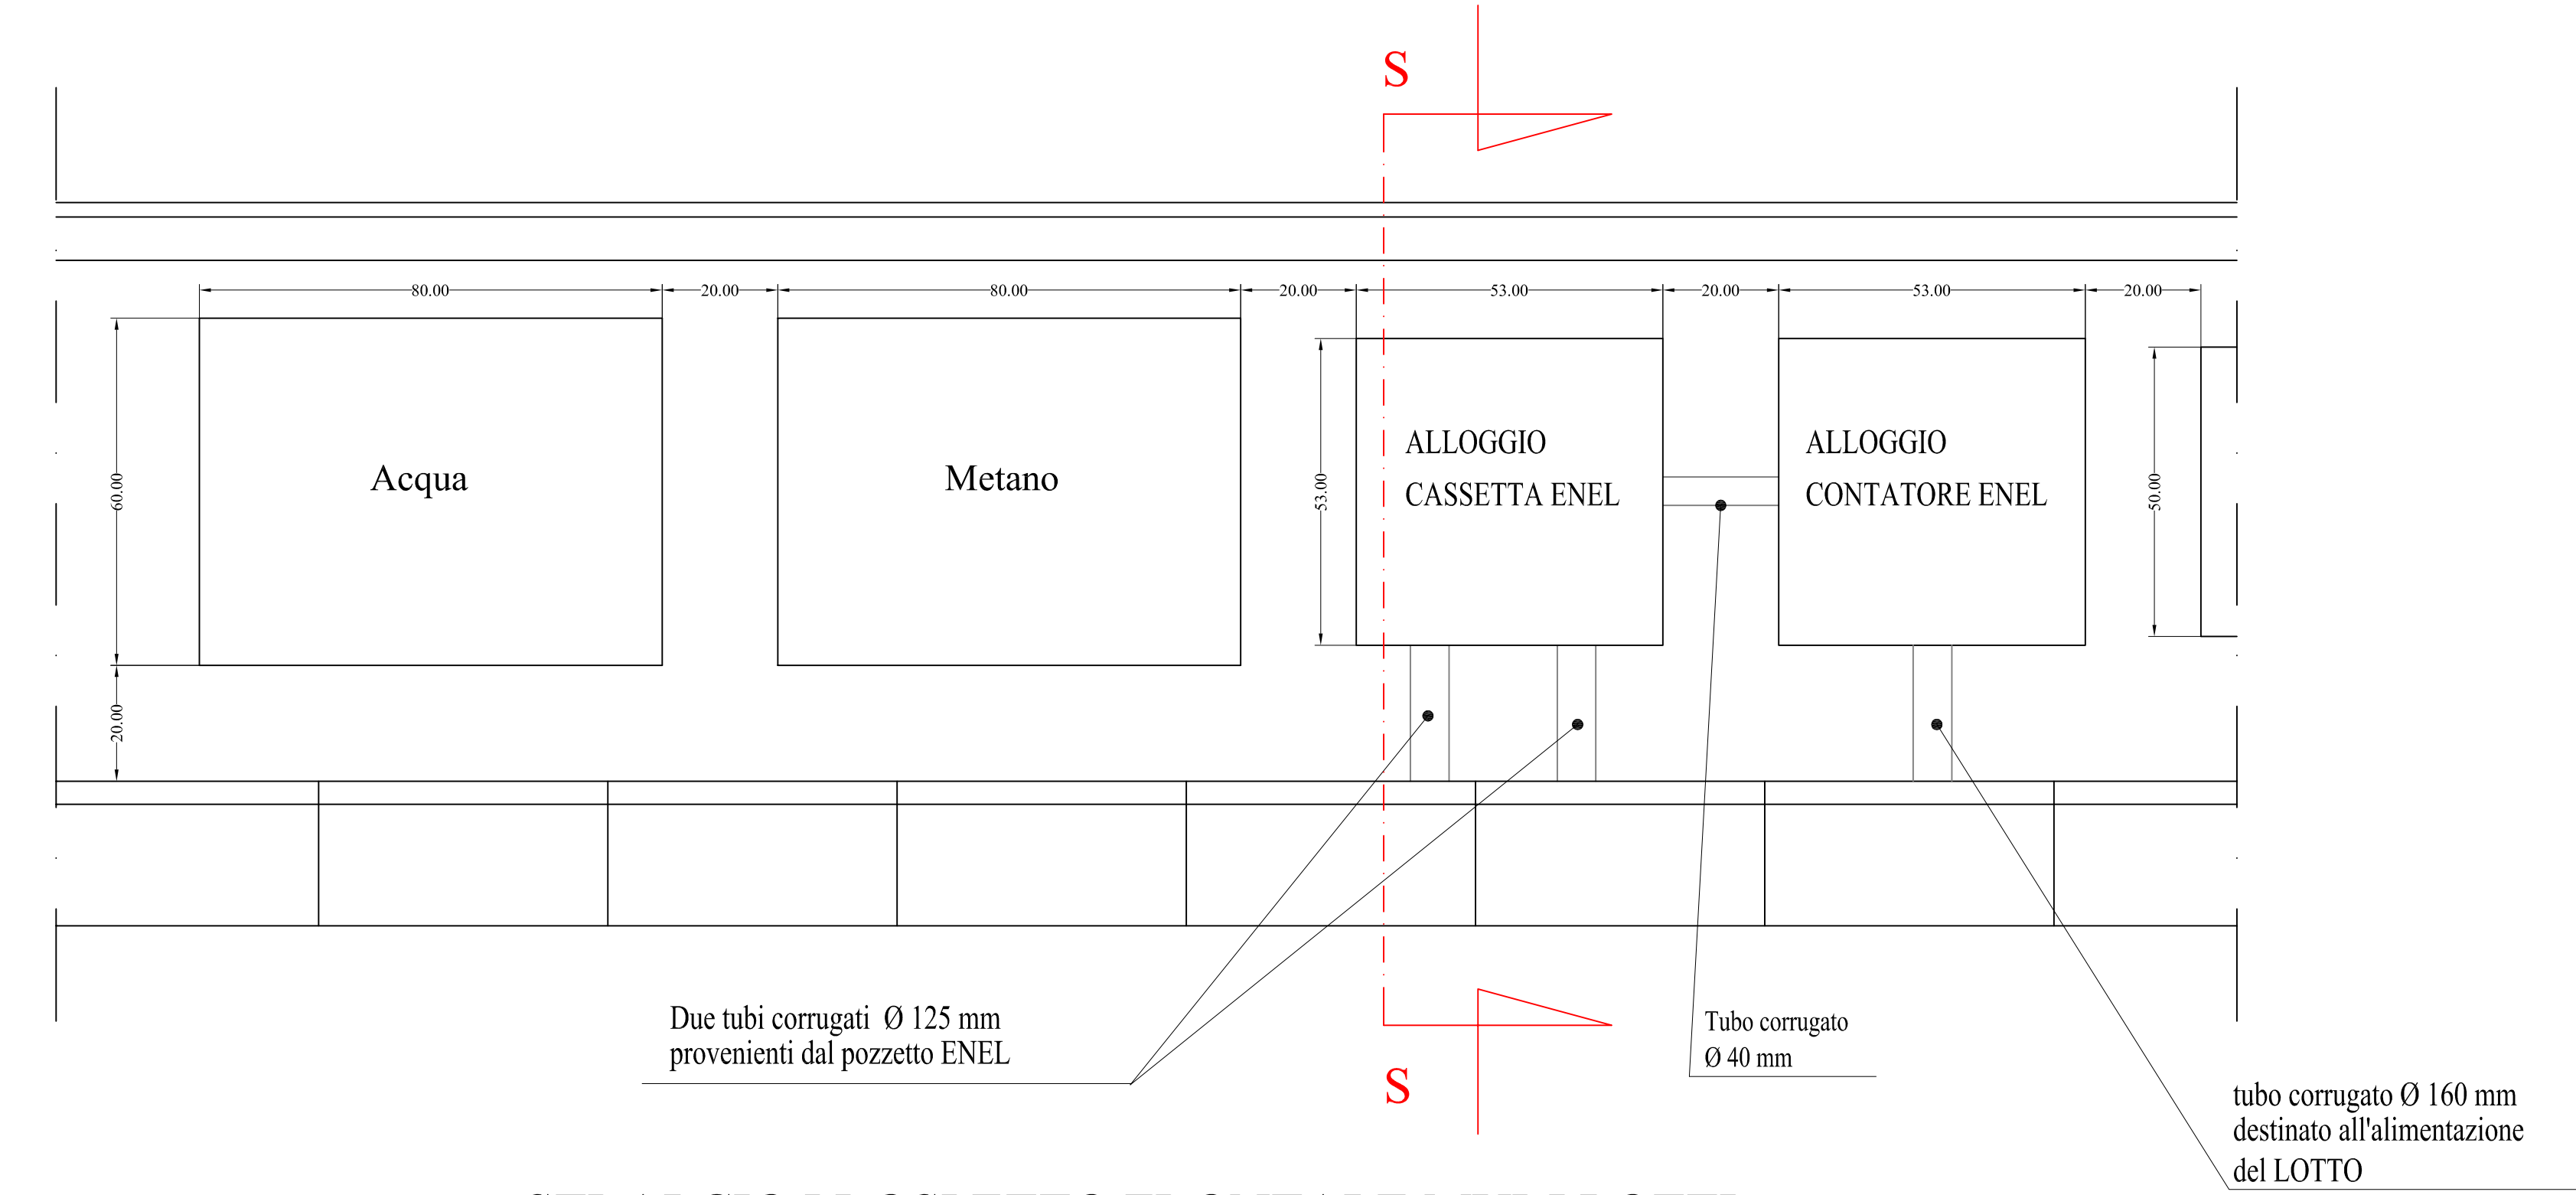 S
80.00
20.00
80.00
20.00
53.00
20.00
53.00
20.00
60.00
Acqua
Metano
53.00
ALLOGGIO
CASSETTA ENEL
ALLOGGIO
CONTATORE ENEL
50.00
20.00
Due tubi corrugati Ø 125 mm
provenienti dal pozzetto ENEL
Tubo corrugato
Ø 40 mm
S
tubo corrugato Ø 160 mm
destinato all'alimentazione
del LOTTO